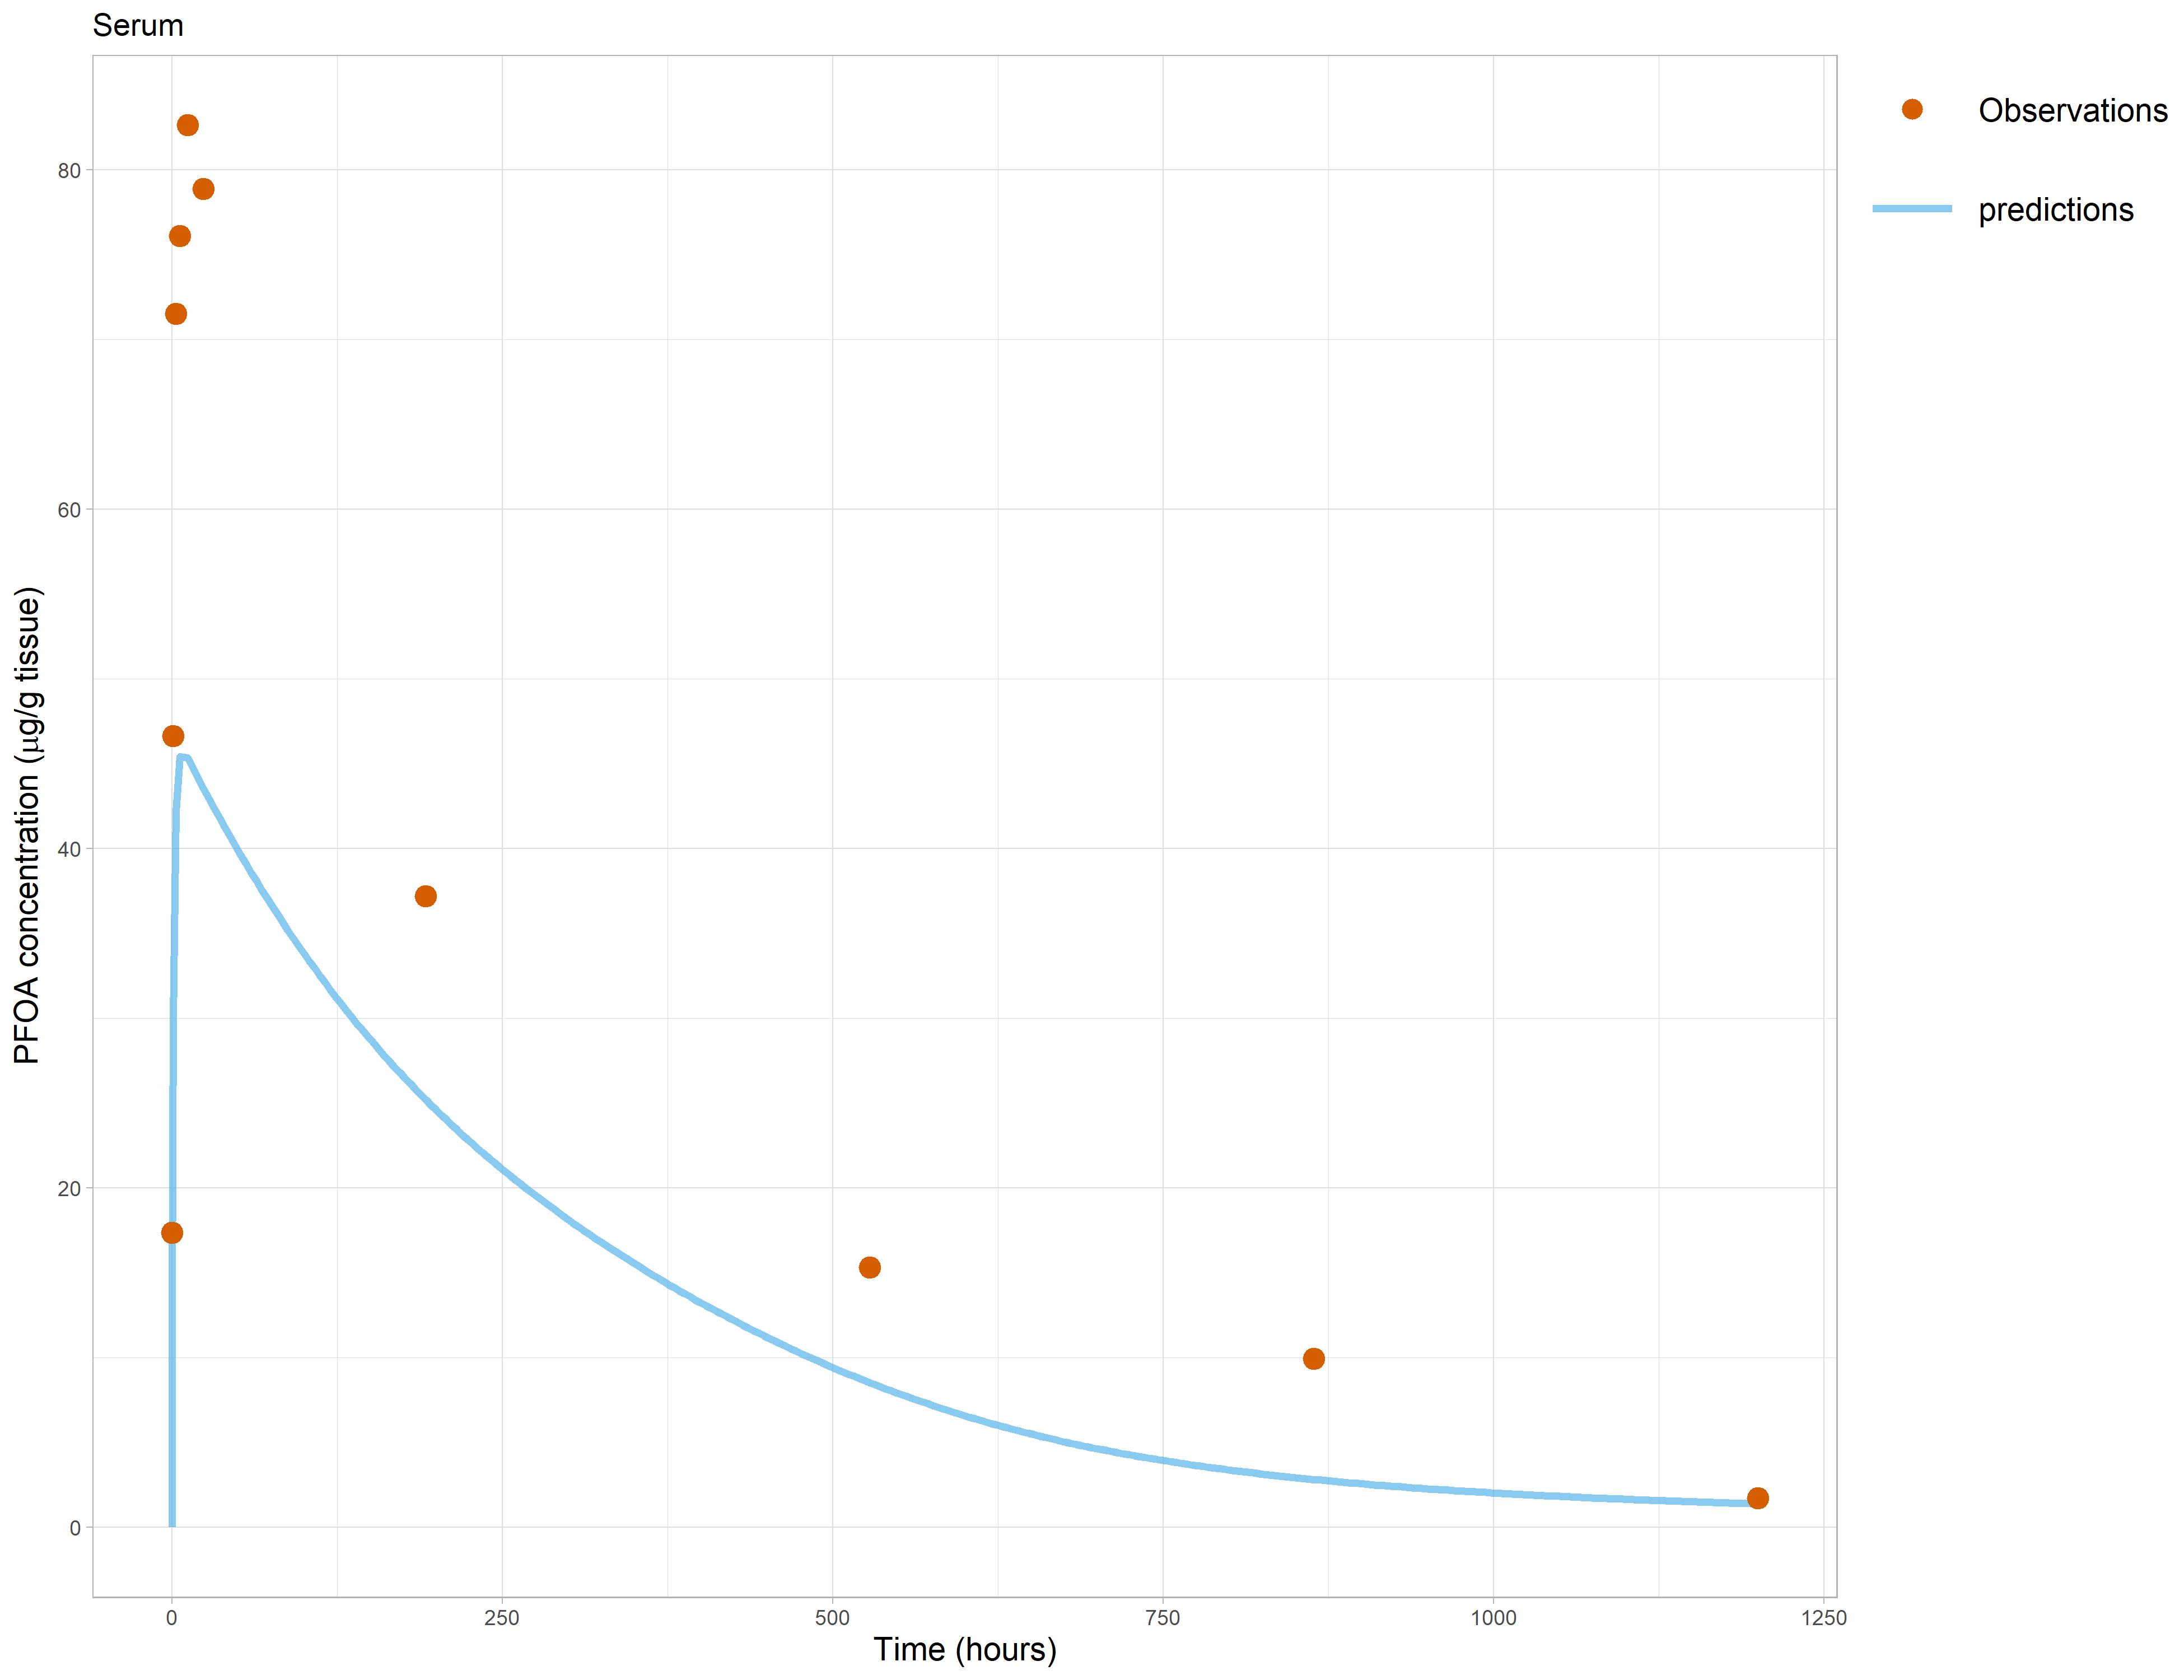 Serum
Observations
predictions
PFOA concentration (μg/g tissue)
80
60
40
20
0
0 250 500 750 1000 1250
Time (hours)